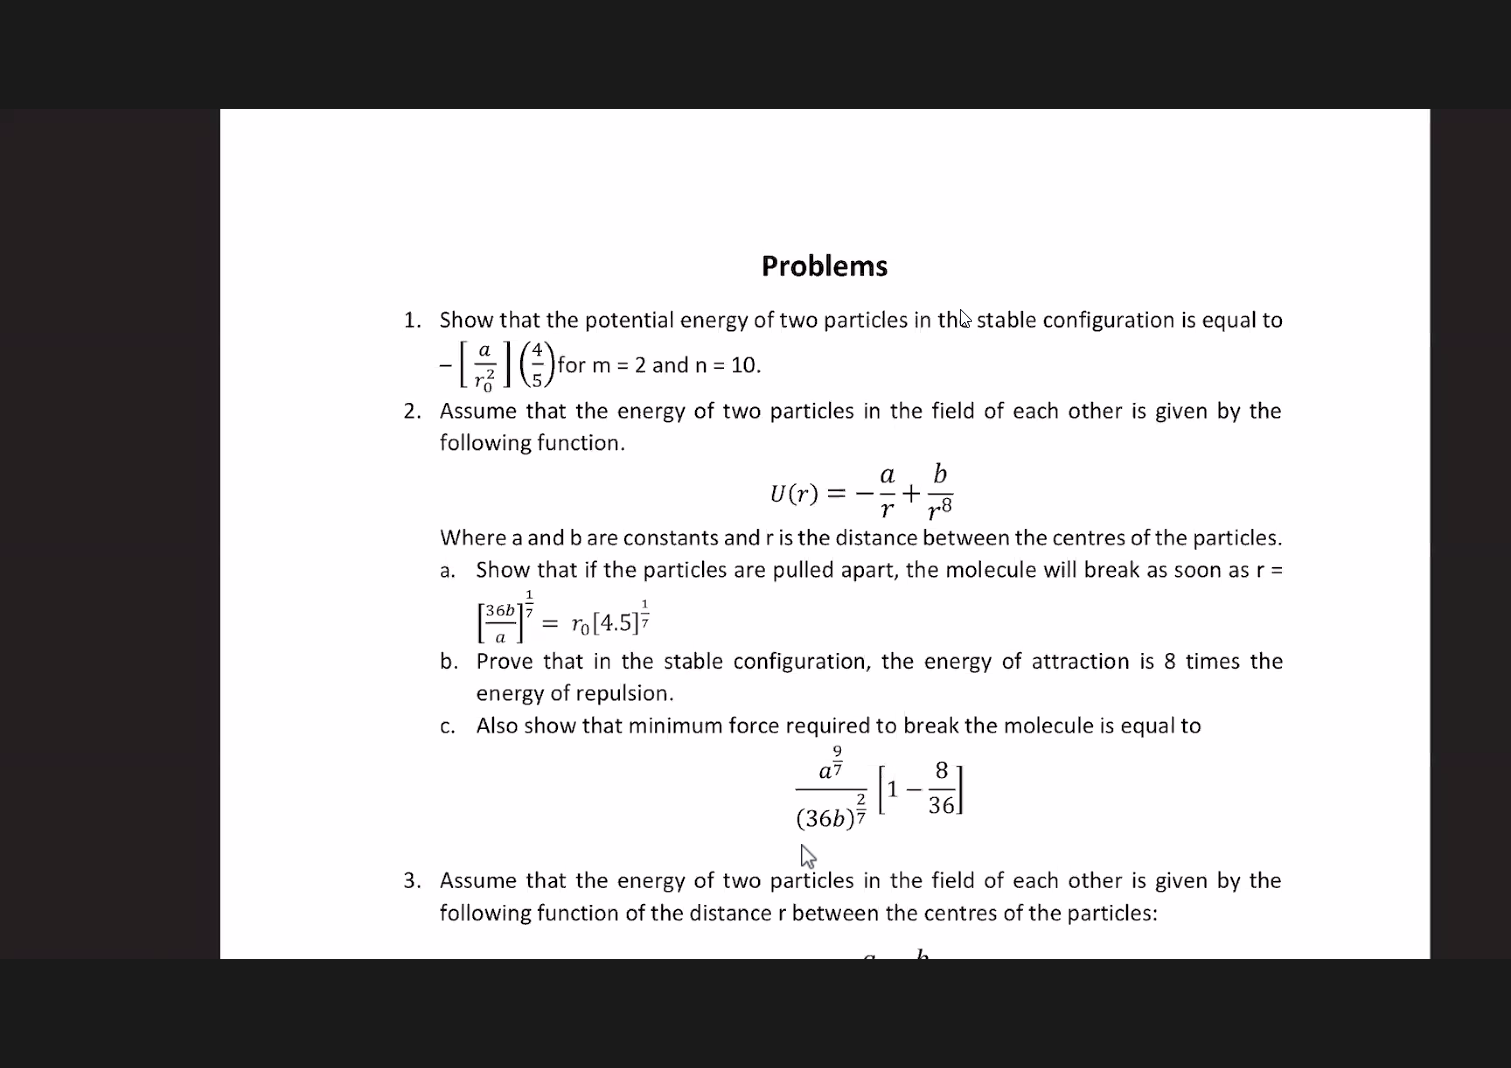 Problems
1. Show that the potential energy of two particles in the stable configuration is equal to
$-\left[\frac{a}{r_0^2}\right]\left(\frac{4}{5}\right)$ for m = 2 and n = 10.
2. Assume that the energy of two particles in the field of each other is given by the
following function.
$U(r) = -\frac{a}{r} + \frac{b}{r^8}$
Where a and b are constants and r is the distance between the centres of the particles.
a. Show that if the particles are pulled apart, the molecule will break as soon as r =
$\left[\frac{36b}{a}\right]^{\frac{1}{7}} = r_0[4.5]^{\frac{1}{7}}$
b. Prove that in the stable configuration, the energy of attraction is 8 times the
energy of repulsion.
c. Also show that minimum force required to break the molecule is equal to
$\frac{a^{\frac{9}{7}}}{(36b)^{\frac{2}{7}}}\left[1 - \frac{8}{36}\right]$
3. Assume that the energy of two particles in the field of each other is given by the
following function of the distance r between the centres of the particles: